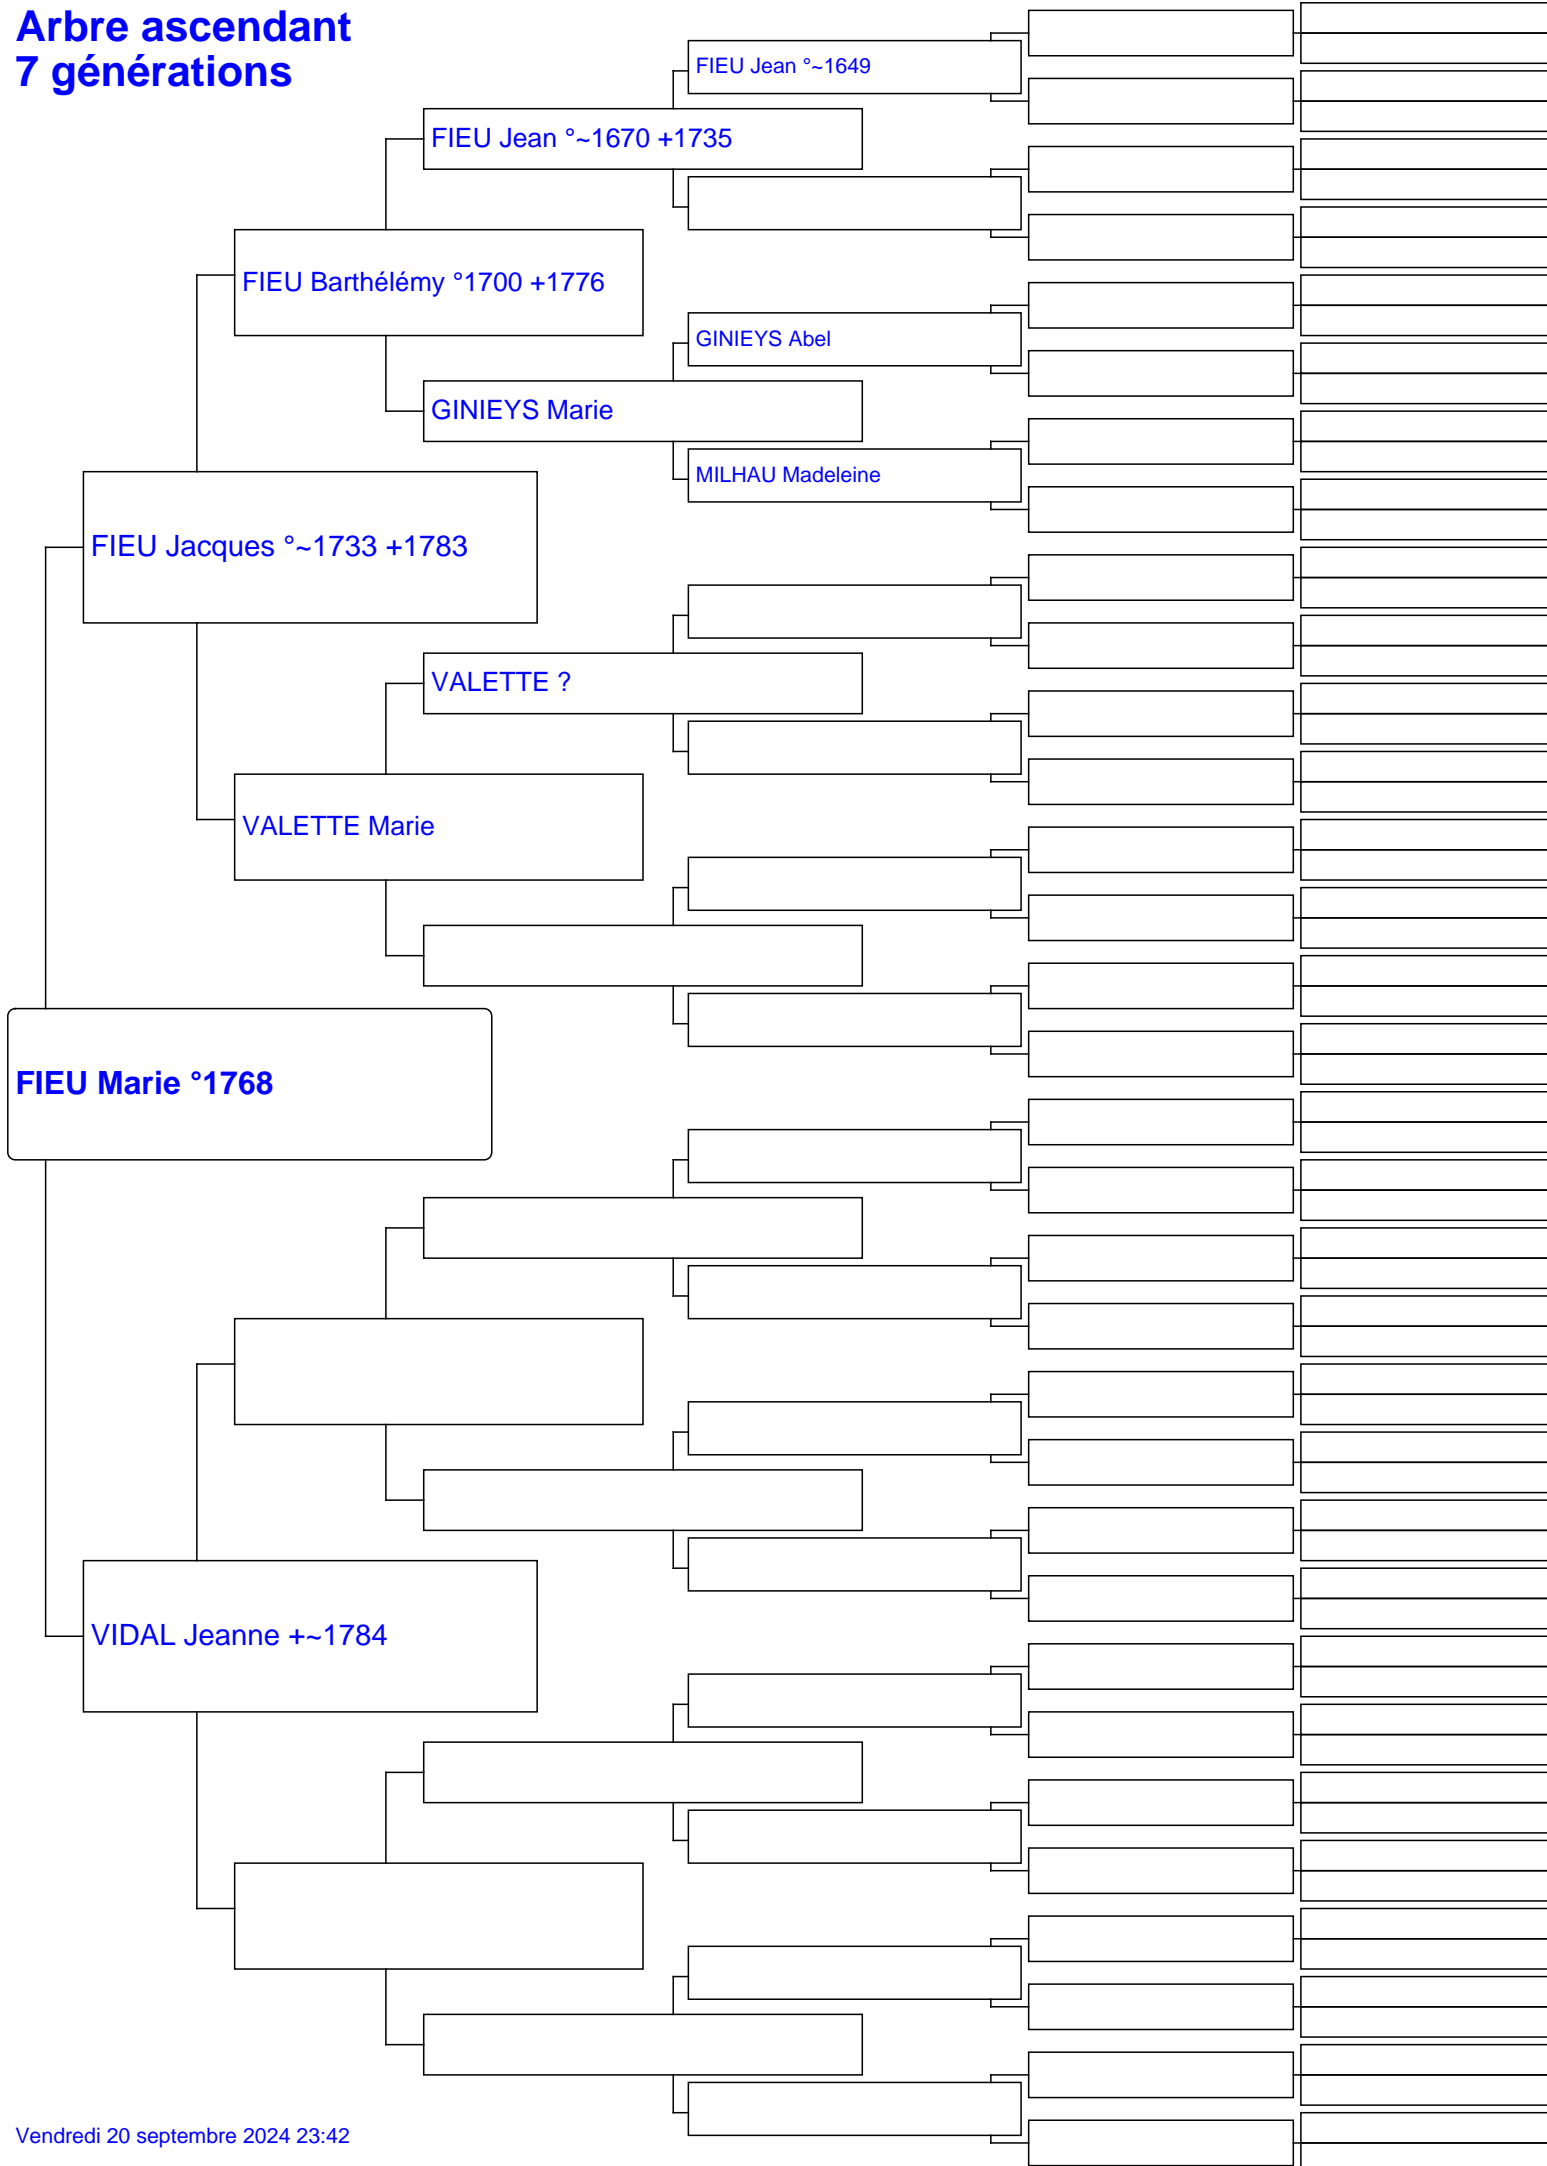 Arbre ascendant
7 générations
FIEU Jean °~1649
FIEU Jean °~1670 +1735
FIEU Barthélémy °1700 +1776
GINIEYS Abel
GINIEYS Marie
MILHAU Madeleine
FIEU Jacques °~1733 +1783
VALETTE ?
VALETTE Marie
FIEU Marie °1768
VIDAL Jeanne +~1784
Vendredi 20 septembre 2024 23:42